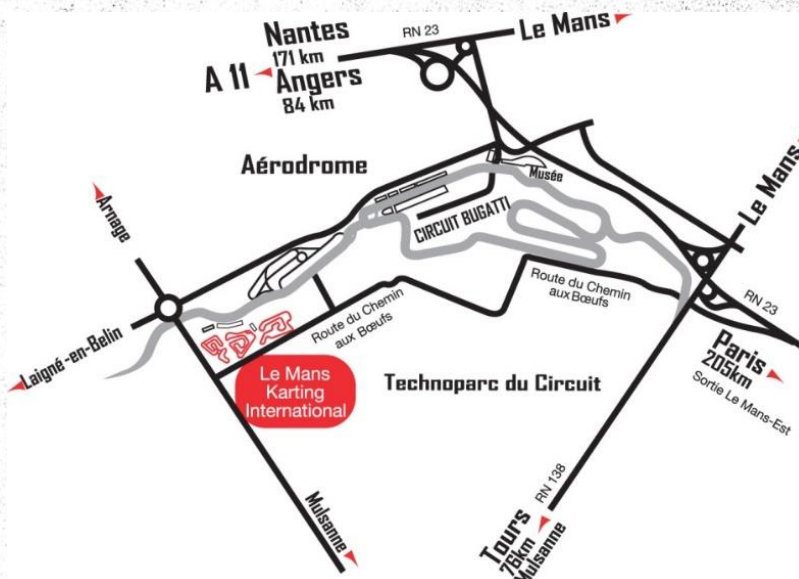 Nantes
171 km
RN 23
Le Mans
A 11
Angers
84 km
Aérodrome
Musée
Le Mans
Arnage
CIRCUIT BUGATTI
Route du Chemin
aux Bœufs
Route du Chemin
aux Bœufs
RN 23
Laigné-en-Belin
Le Mans
Karting
International
Technoparc du Circuit
Paris
205km
Sortie Le Mans-Est
Mulsanne
RN 138
Tours
76km
Mulsanne